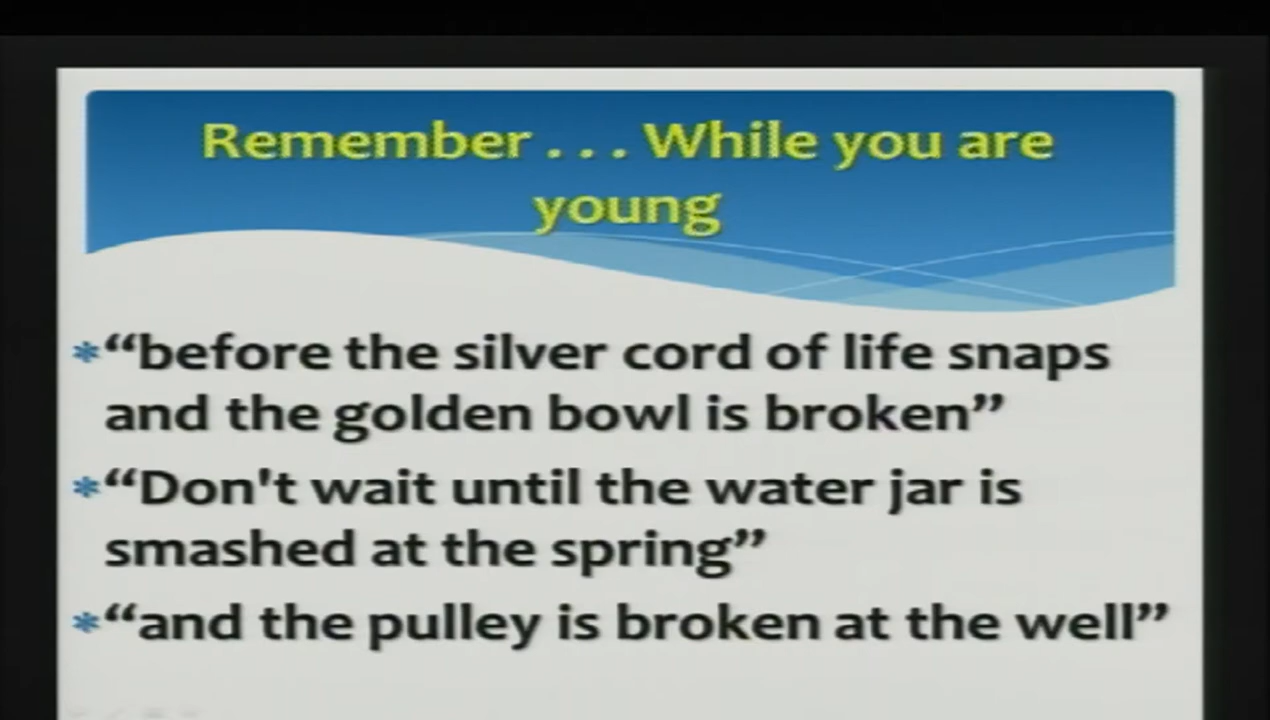 Remember . . . While you are
young
*“before the silver cord of life snaps
and the golden bowl is broken”
*“Don't wait until the water jar is
smashed at the spring”
*“and the pulley is broken at the well”